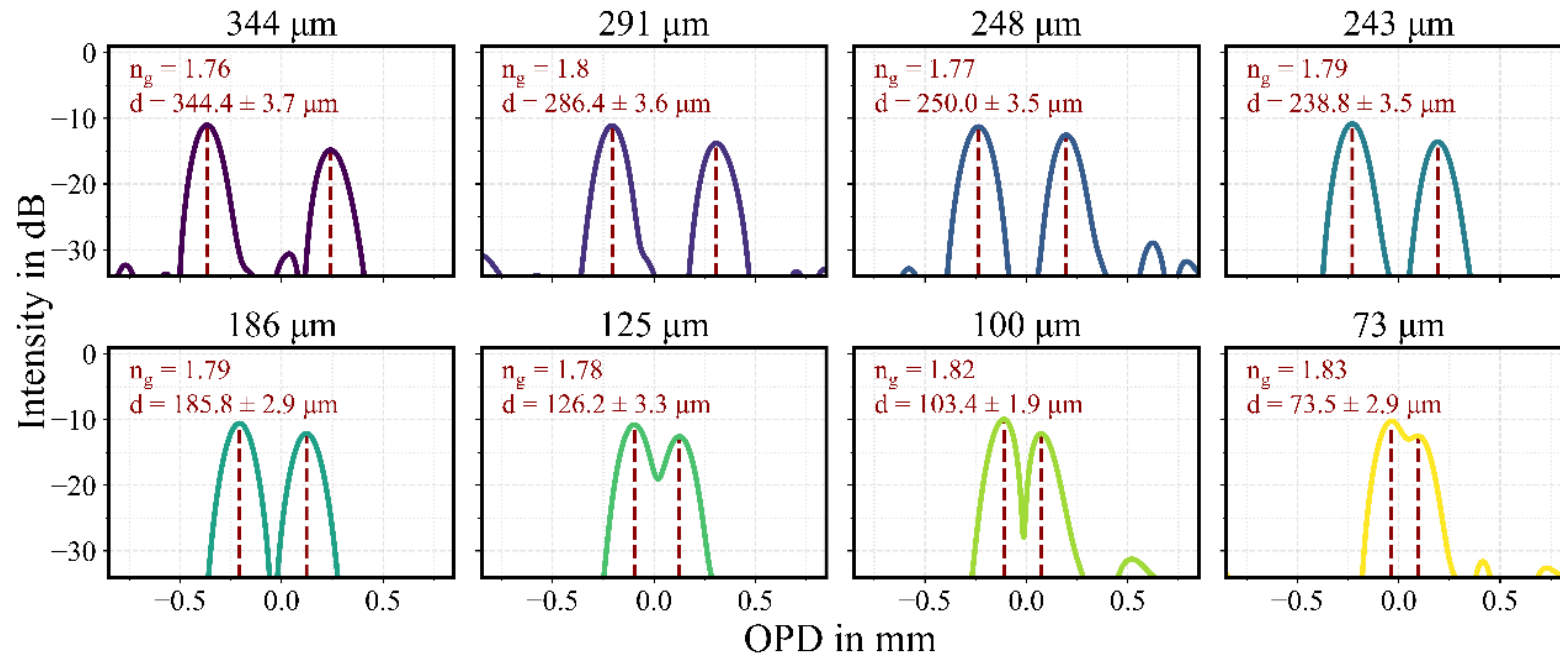 344 μm 291 μm 248 μm 243 μm
0
n_g = 1.76 n_g = 1.8 n_g = 1.77 n_g = 1.79
d = 344.4 ± 3.7 μm d = 286.4 ± 3.6 μm d = 250.0 ± 3.5 μm d = 238.8 ± 3.5 μm
−10
−20
−30
Intensity in dB
186 μm 125 μm 100 μm 73 μm
0
n_g = 1.79 n_g = 1.78 n_g = 1.82 n_g = 1.83
d = 185.8 ± 2.9 μm d = 126.2 ± 3.3 μm d = 103.4 ± 1.9 μm d = 73.5 ± 2.9 μm
−10
−20
−30
−0.5 0.0 0.5 −0.5 0.0 0.5 −0.5 0.0 0.5 −0.5 0.0 0.5
OPD in mm